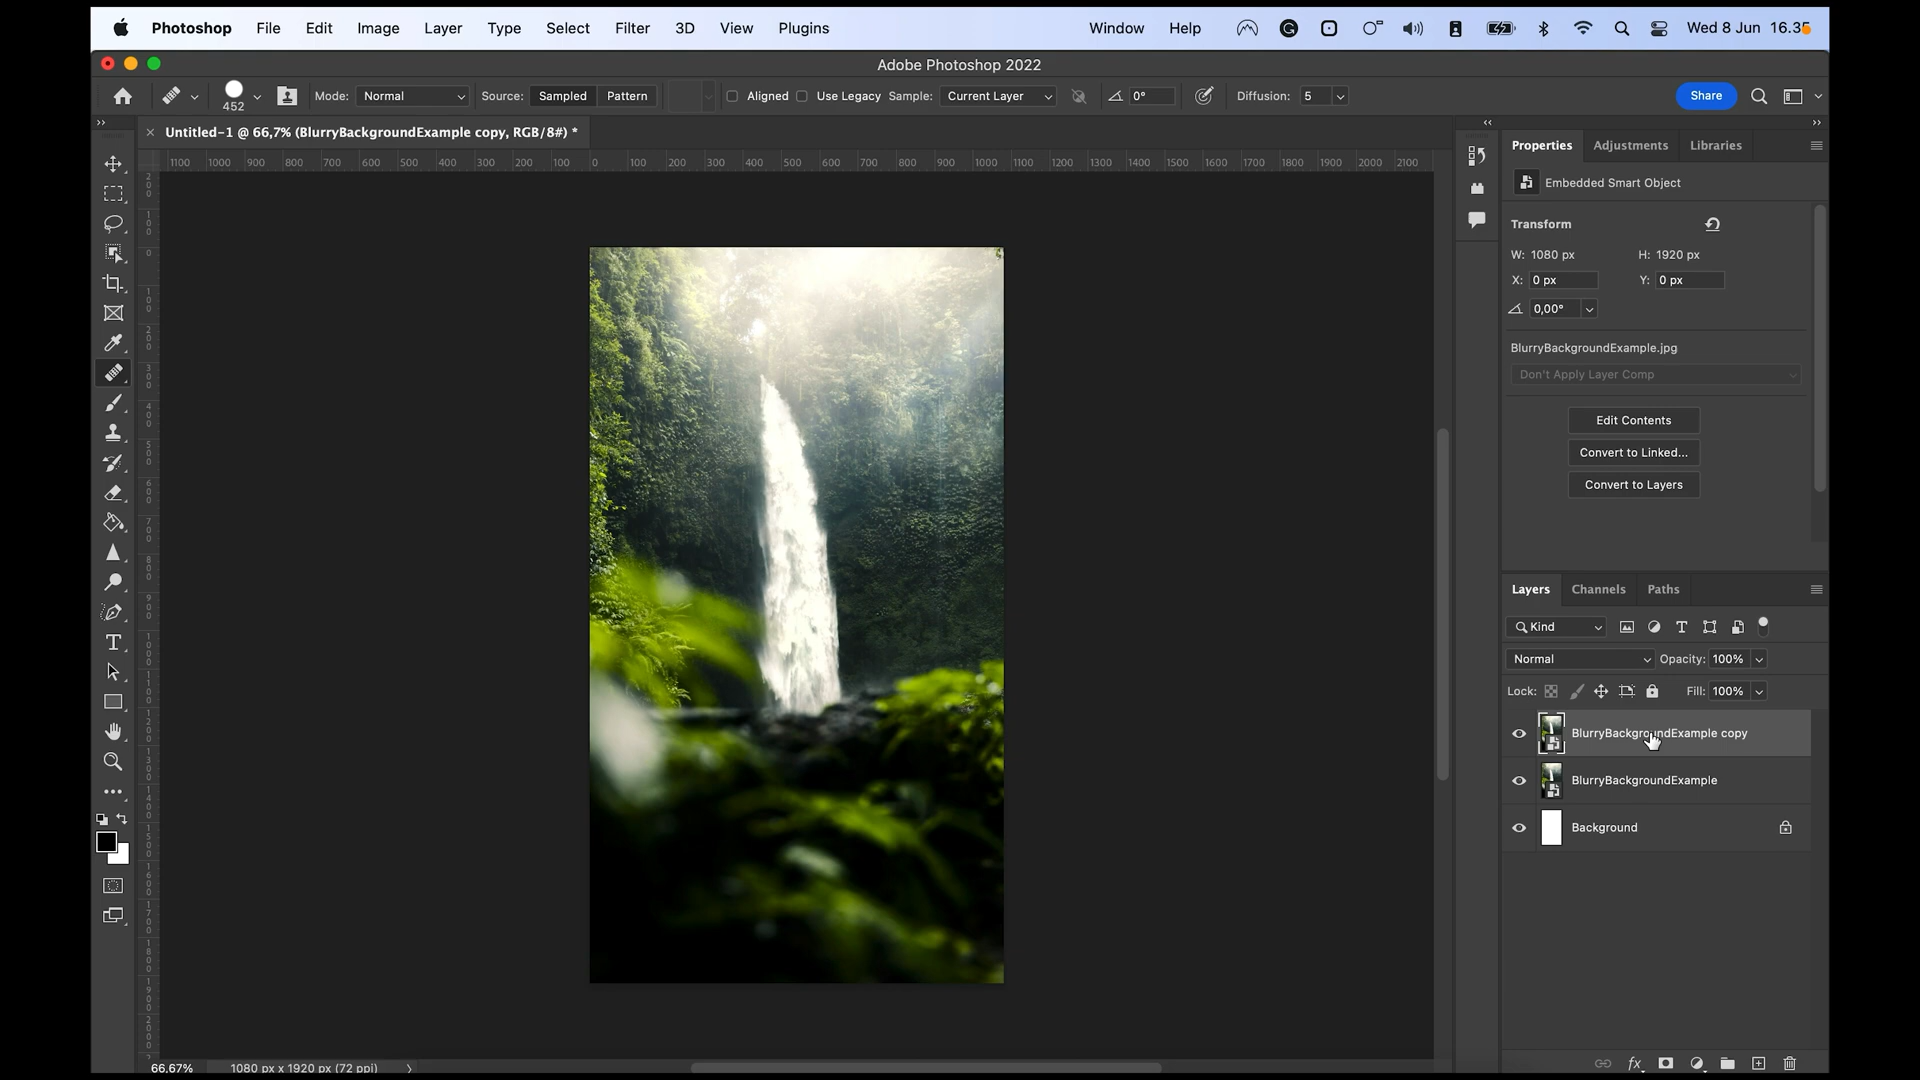 Photoshop File Edit Image Layer Type Select Filter 3D View Plugins Window Help Wed 8 Jun 16.35
Adobe Photoshop 2022
452 Mode: Normal Source: Sampled Pattern Aligned Use Legacy Sample: Current Layer 0° Diffusion: 5 Share
Untitled-1 @ 66,7% (BlurryBackgroundExample copy, RGB/8#) *
1100 1000 900 800 700 600 500 400 300 200 100 0 100 200 300 400 500 600 700 800 900 1000 1100 1200 1300 1400 1500 1600 1700 1800 1900 2000 2100
Properties Adjustments Libraries
Embedded Smart Object
Transform
W: 1080 px H: 1920 px
X: 0 px Y: 0 px
0,00°
BlurryBackgroundExample.jpg
Don't Apply Layer Comp
Edit Contents
Convert to Linked...
Convert to Layers
Layers Channels Paths
Kind
Normal Opacity: 100%
Lock: Fill: 100%
BlurryBackgroundExample copy
BlurryBackgroundExample
Background
fx
66,67% 1080 px x 1920 px (72 ppi)